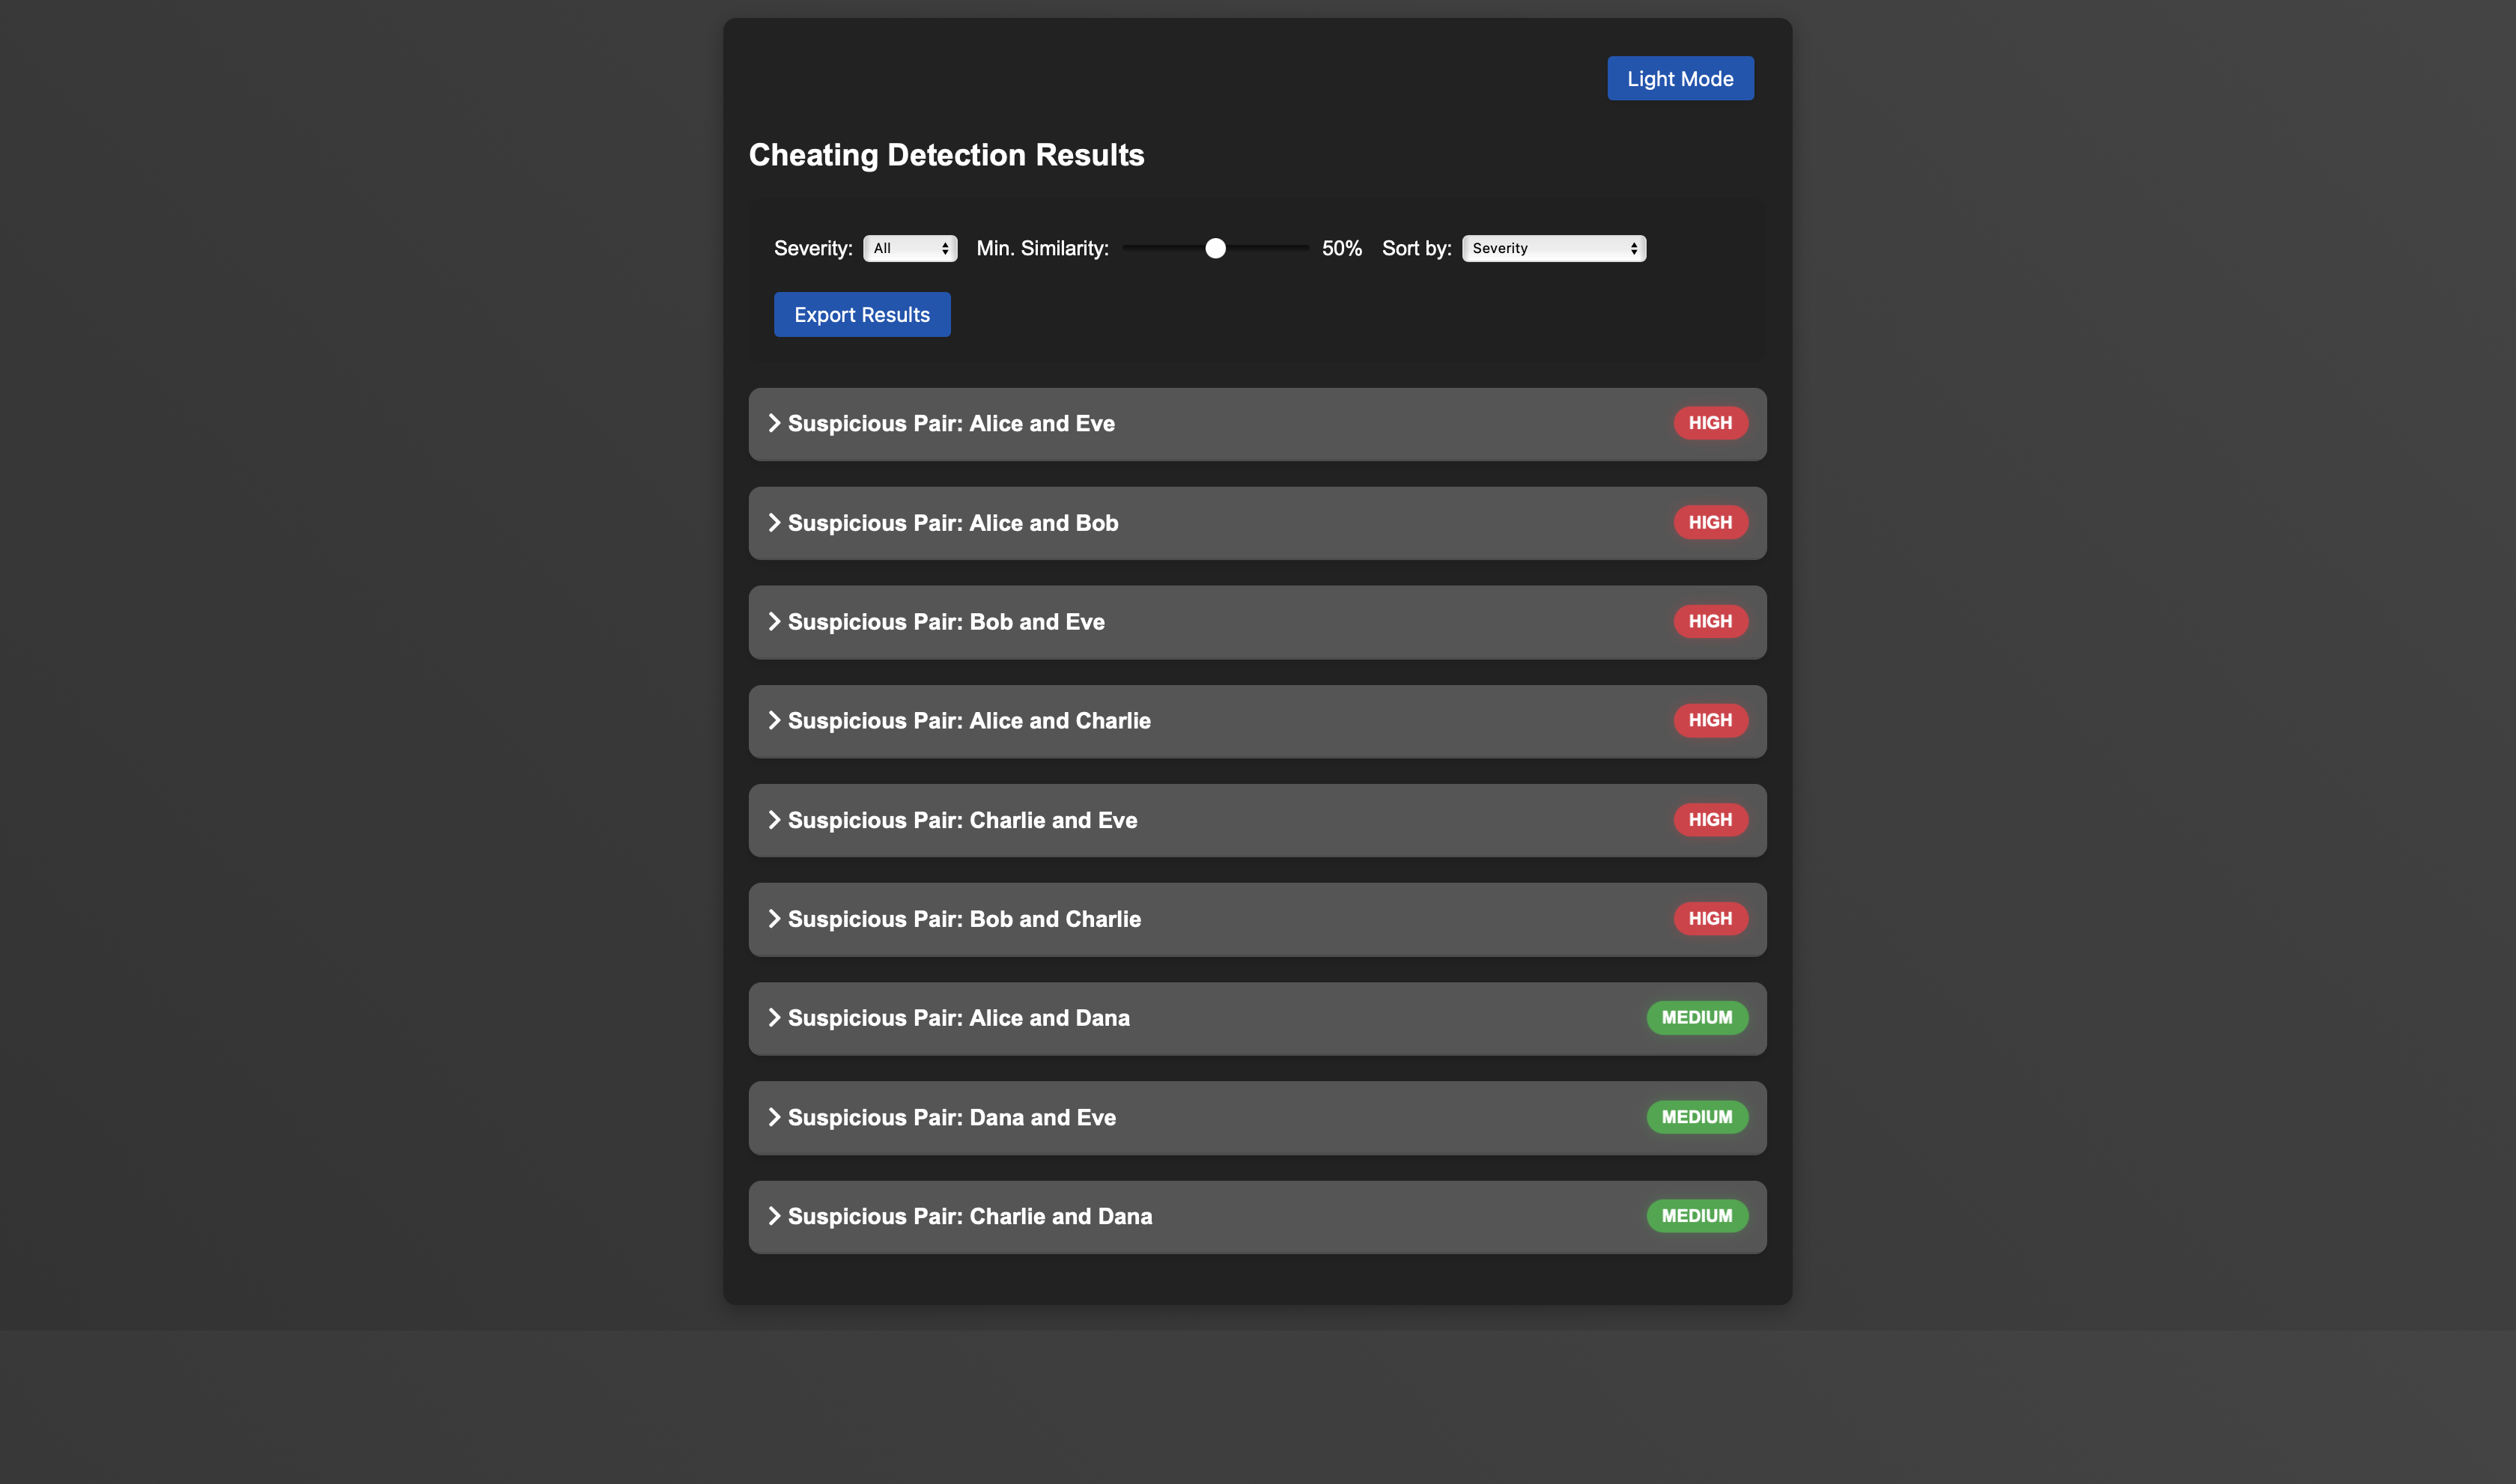 Light Mode
Cheating Detection Results
Severity: All Min. Similarity: 50% Sort by: Severity
Export Results
Suspicious Pair: Alice and Eve HIGH
Suspicious Pair: Alice and Bob HIGH
Suspicious Pair: Bob and Eve HIGH
Suspicious Pair: Alice and Charlie HIGH
Suspicious Pair: Charlie and Eve HIGH
Suspicious Pair: Bob and Charlie HIGH
Suspicious Pair: Alice and Dana MEDIUM
Suspicious Pair: Dana and Eve MEDIUM
Suspicious Pair: Charlie and Dana MEDIUM